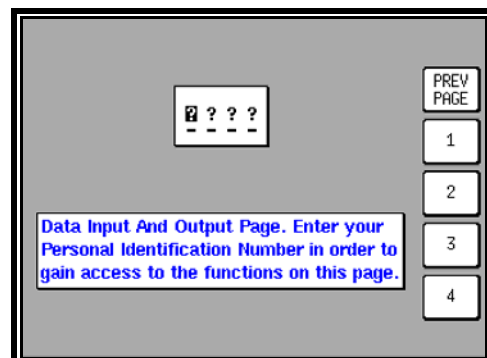 ? ? ? ?
PREV
PAGE
1
2
Data Input And Output Page. Enter your
Personal Identification Number in order to
gain access to the functions on this page.
3
4